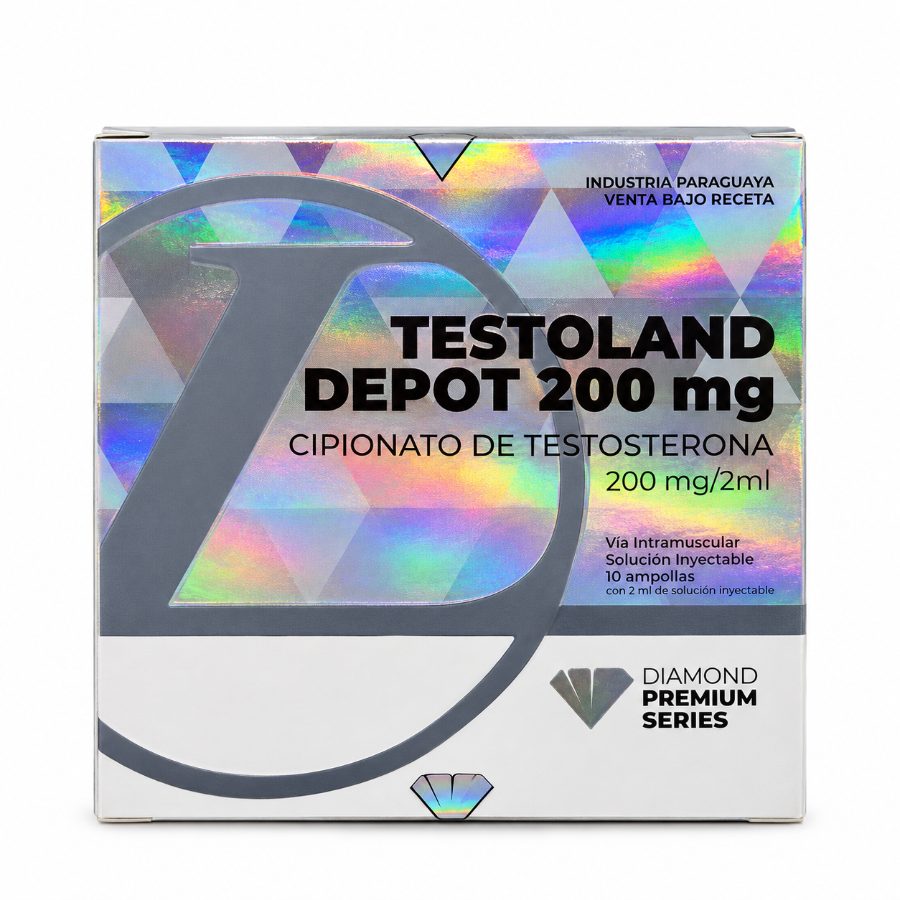 INDUSTRIA PARAGUAYA
VENTA BAJO RECETA
TESTOLAND
DEPOT 200 mg
CIPIONATO DE TESTOSTERONA
200 mg/2ml
Vía Intramuscular
Solución Inyectable
10 ampollas
con 2 ml de solución inyectable
DIAMOND
PREMIUM
SERIES